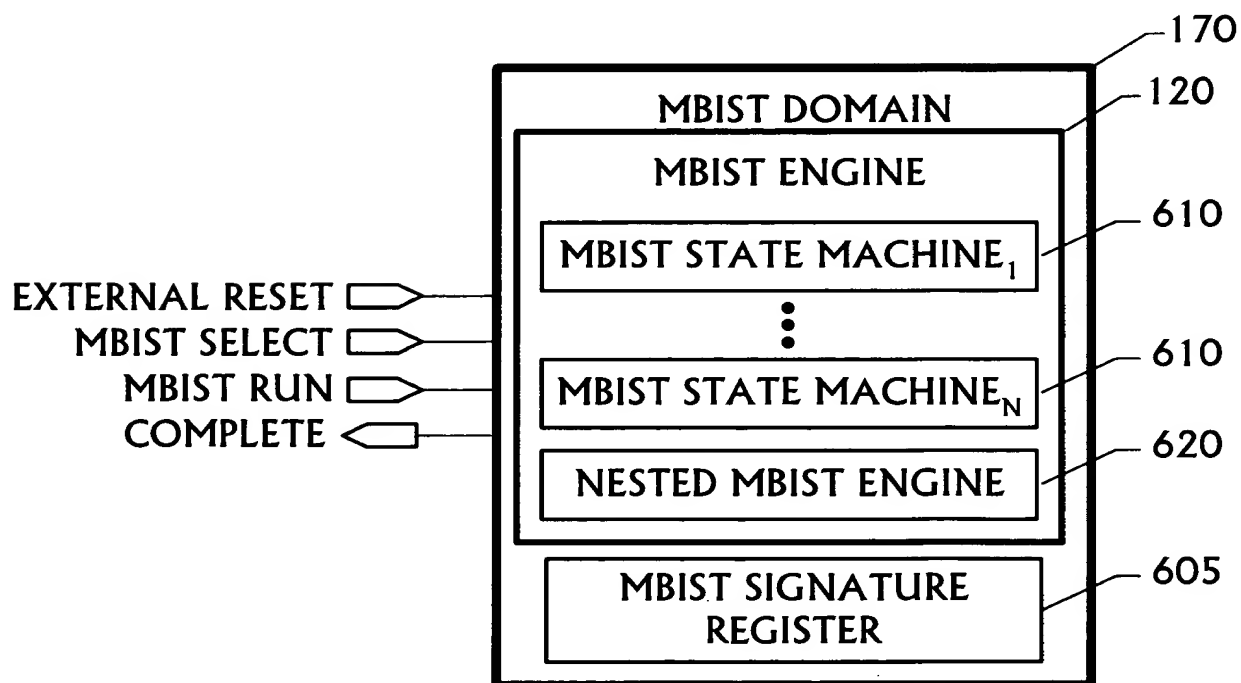 170
MBIST DOMAIN
120
MBIST ENGINE
610
MBIST STATE MACHINE₁
EXTERNAL RESET
MBIST SELECT
610
MBIST RUN
MBIST STATE MACHINE_N
COMPLETE
620
NESTED MBIST ENGINE
605
MBIST SIGNATURE
REGISTER